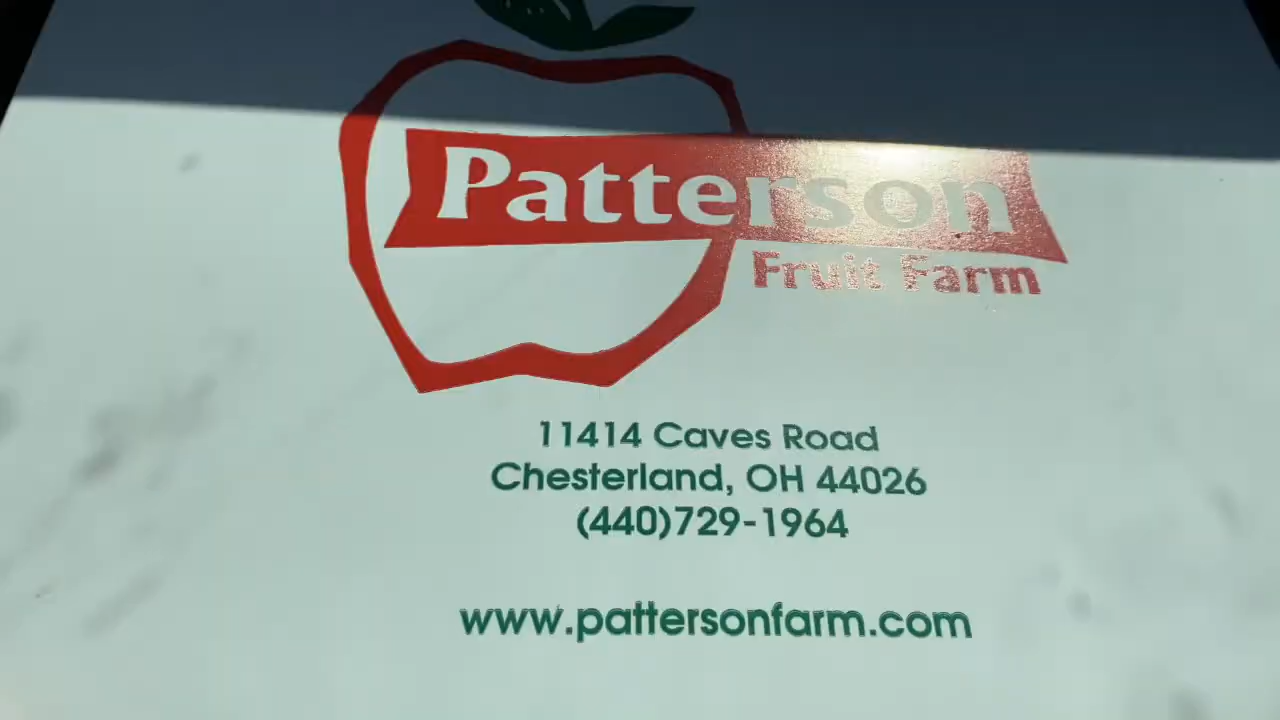 Patterson
Fruit Farm
11414 Caves Road
Chesterland, OH 44026
(440)729-1964
www.pattersonfarm.com